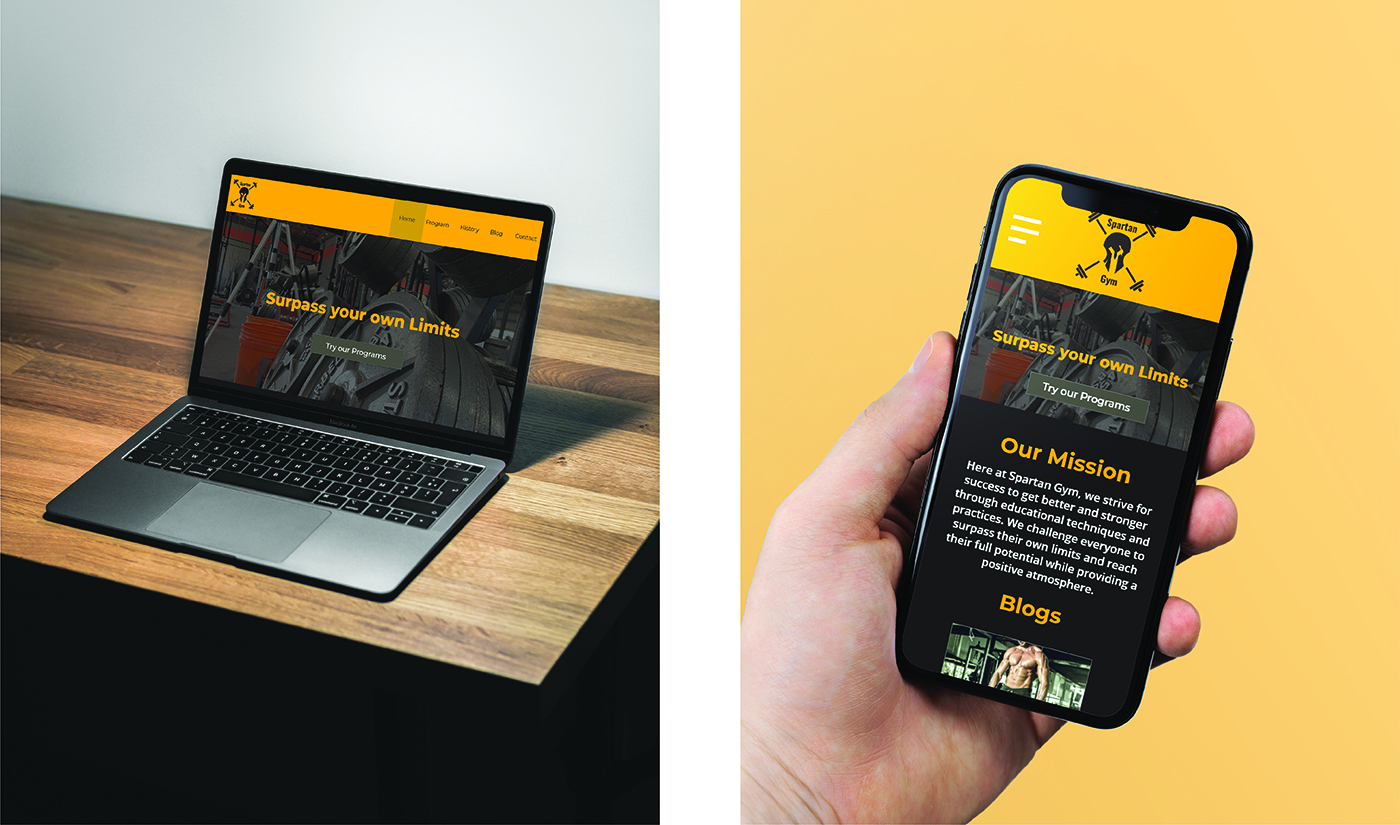 Spartan
Gym
Home
Program
History
Blog
Contact
Surpass your own Limits
Try our Programs
Spartan
Gym
Surpass your own Limits
Try our Programs
Our Mission
Here at Spartan Gym, we strive for
success to get better and stronger
through educational techniques and
practices. We challenge everyone to
surpass their own limits and reach
their full potential while providing a
positive atmosphere.
Blogs